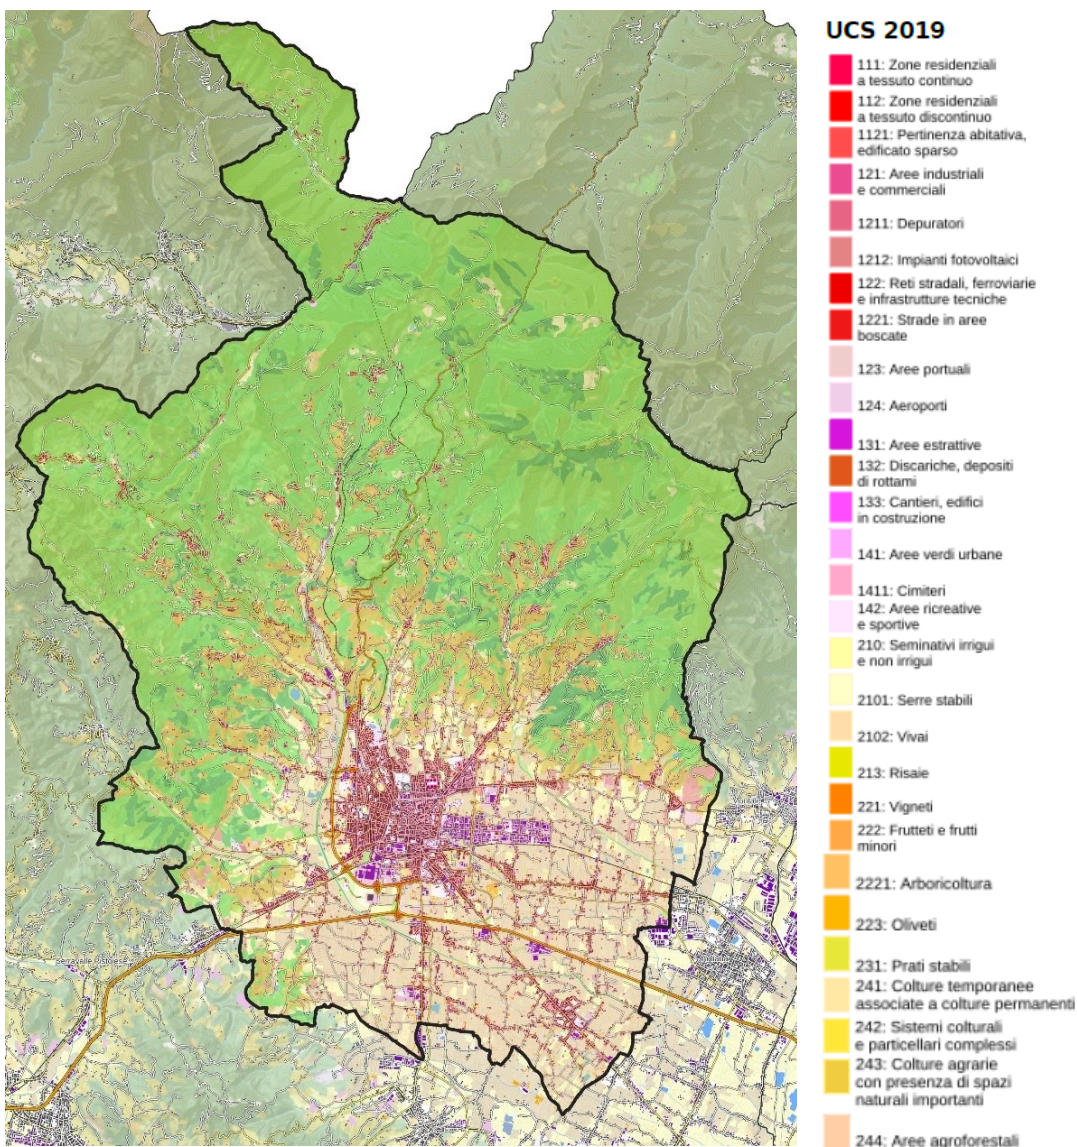 UCS 2019
111: Zone residenziali
a tessuto continuo
112: Zone residenziali
a tessuto discontinuo
1121: Pertinenza abitativa,
edificato sparso
121: Aree industriali
e commerciali
1211: Depuratori
1212: Impianti fotovoltaici
122: Reti stradali, ferroviarie
e infrastrutture tecniche
1221: Strade in aree
boscate
123: Aree portuali
124: Aeroporti
131: Aree estrattive
132: Discariche, depositi
di rottami
133: Cantieri, edifici
in costruzione
141: Aree verdi urbane
1411: Cimiteri
142: Aree ricreative
e sportive
210: Seminativi irrigui
e non irrigui
2101: Serre stabili
2102: Vivai
213: Risaie
221: Vigneti
222: Frutteti e frutti
minori
2221: Arboricoltura
223: Oliveti
231: Prati stabili
241: Colture temporanee
associate a colture permanenti
242: Sistemi colturali
e particellari complessi
243: Colture agrarie
con presenza di spazi
naturali importanti
244: Aree agroforestali
Serravalle Pistoiese